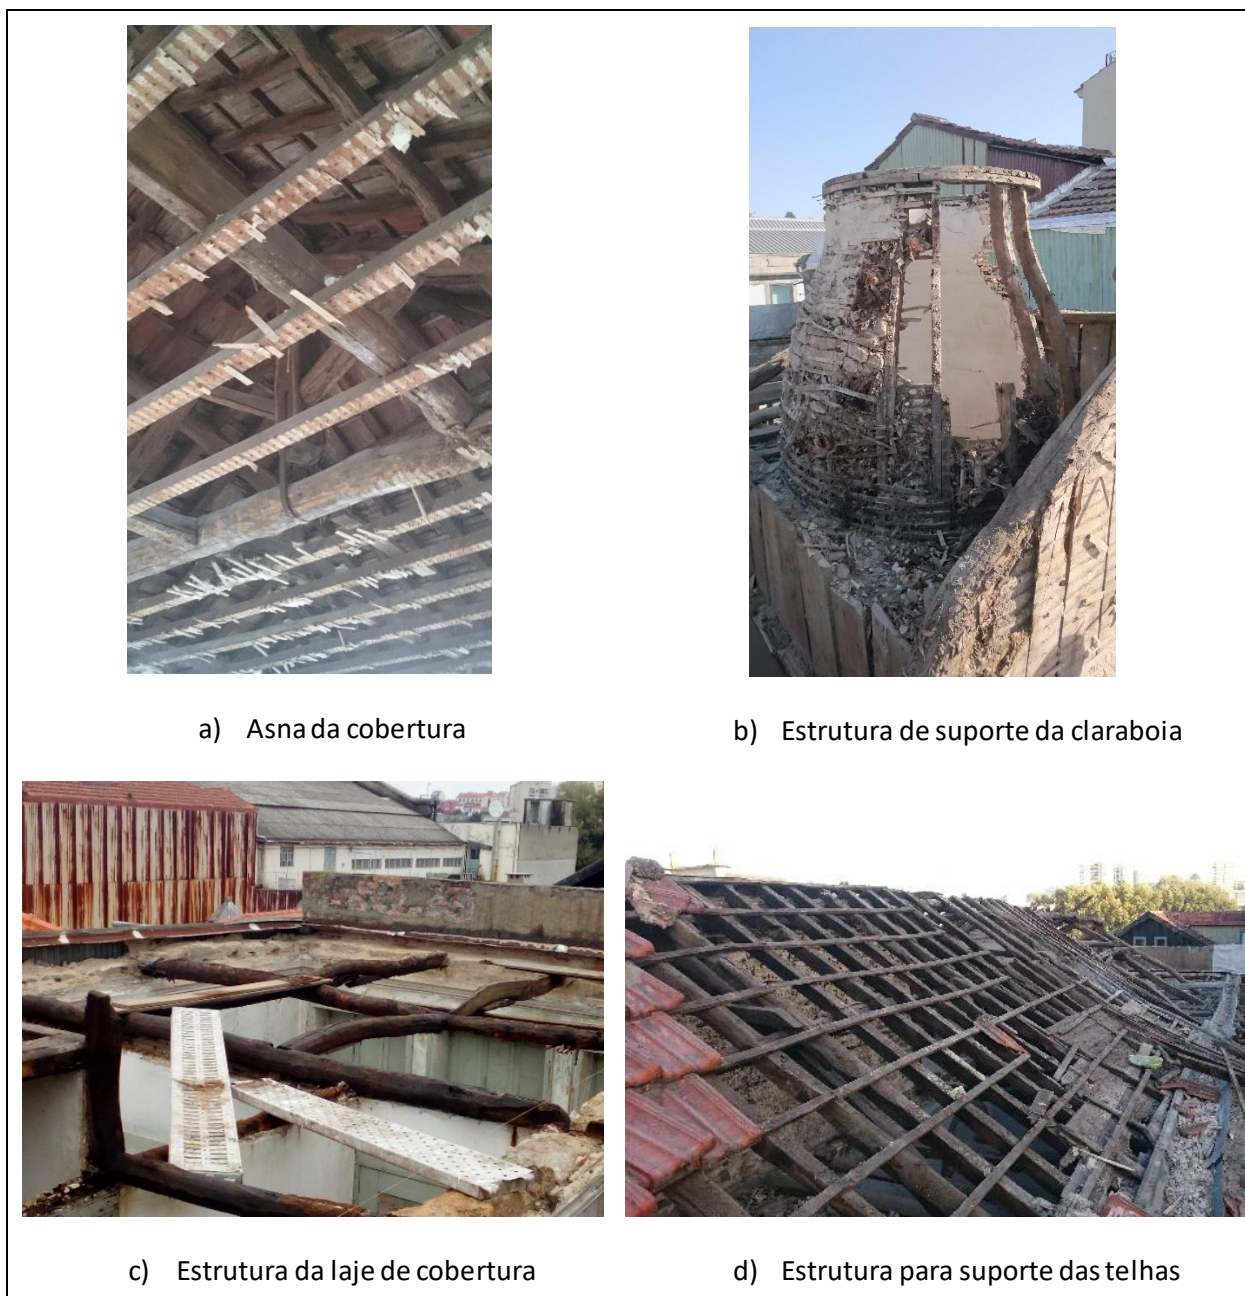 a) Asna da cobertura
b) Estrutura de suporte da claraboia
c) Estrutura da laje de cobertura
d) Estrutura para suporte das telhas